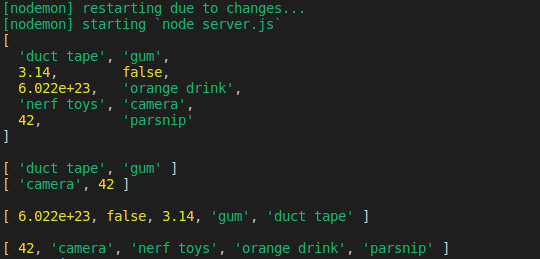 [nodemon] restarting due to changes...
[nodemon] starting `node server.js`
[
  'duct tape', 'gum',
  3.14,        false,
  6.022e+23,   'orange drink',
  'nerf toys', 'camera',
  42,          'parsnip'
]

[ 'duct tape', 'gum' ]
[ 'camera', 42 ]

[ 6.022e+23, false, 3.14, 'gum', 'duct tape' ]

[ 42, 'camera', 'nerf toys', 'orange drink', 'parsnip' ]